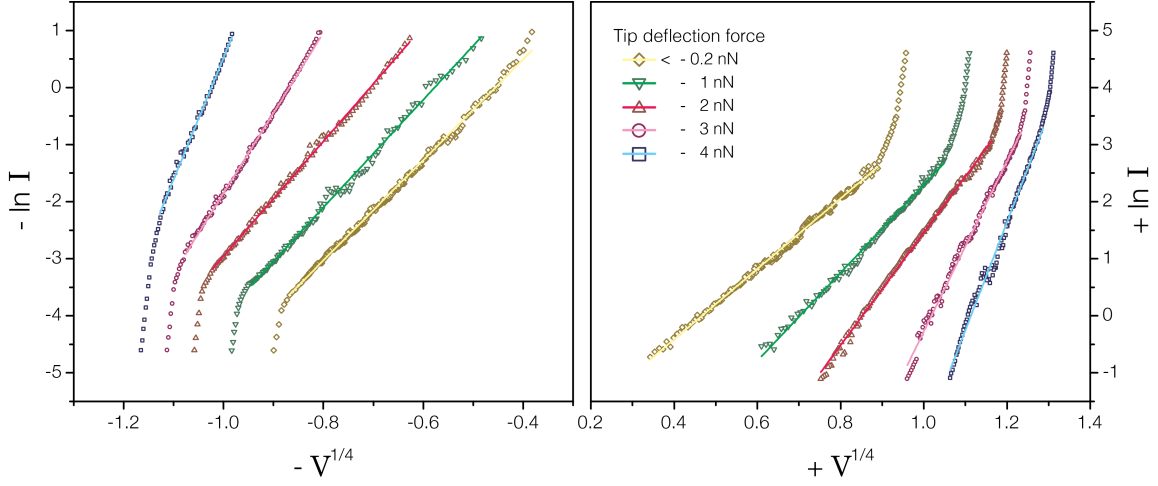 1
0
-1
-2
-3
-4
-5
- ln I
-1.2
-1.0
-0.8
-0.6
-0.4
- V1/4
Tip deflection force
< - 0.2 nN
- 1 nN
- 2 nN
- 3 nN
- 4 nN
0.2
0.4
0.6
0.8
1.0
1.2
1.4
+ V1/4
5
4
3
2
1
0
-1
+ ln I